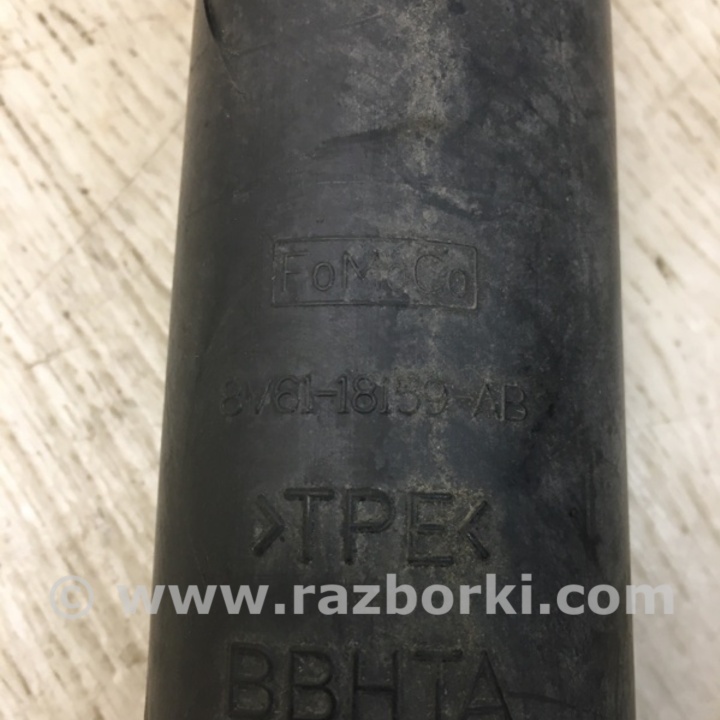 FoMoCo
8V61-18159-AB
>TPE<
© www.razborki.com
BBHTA